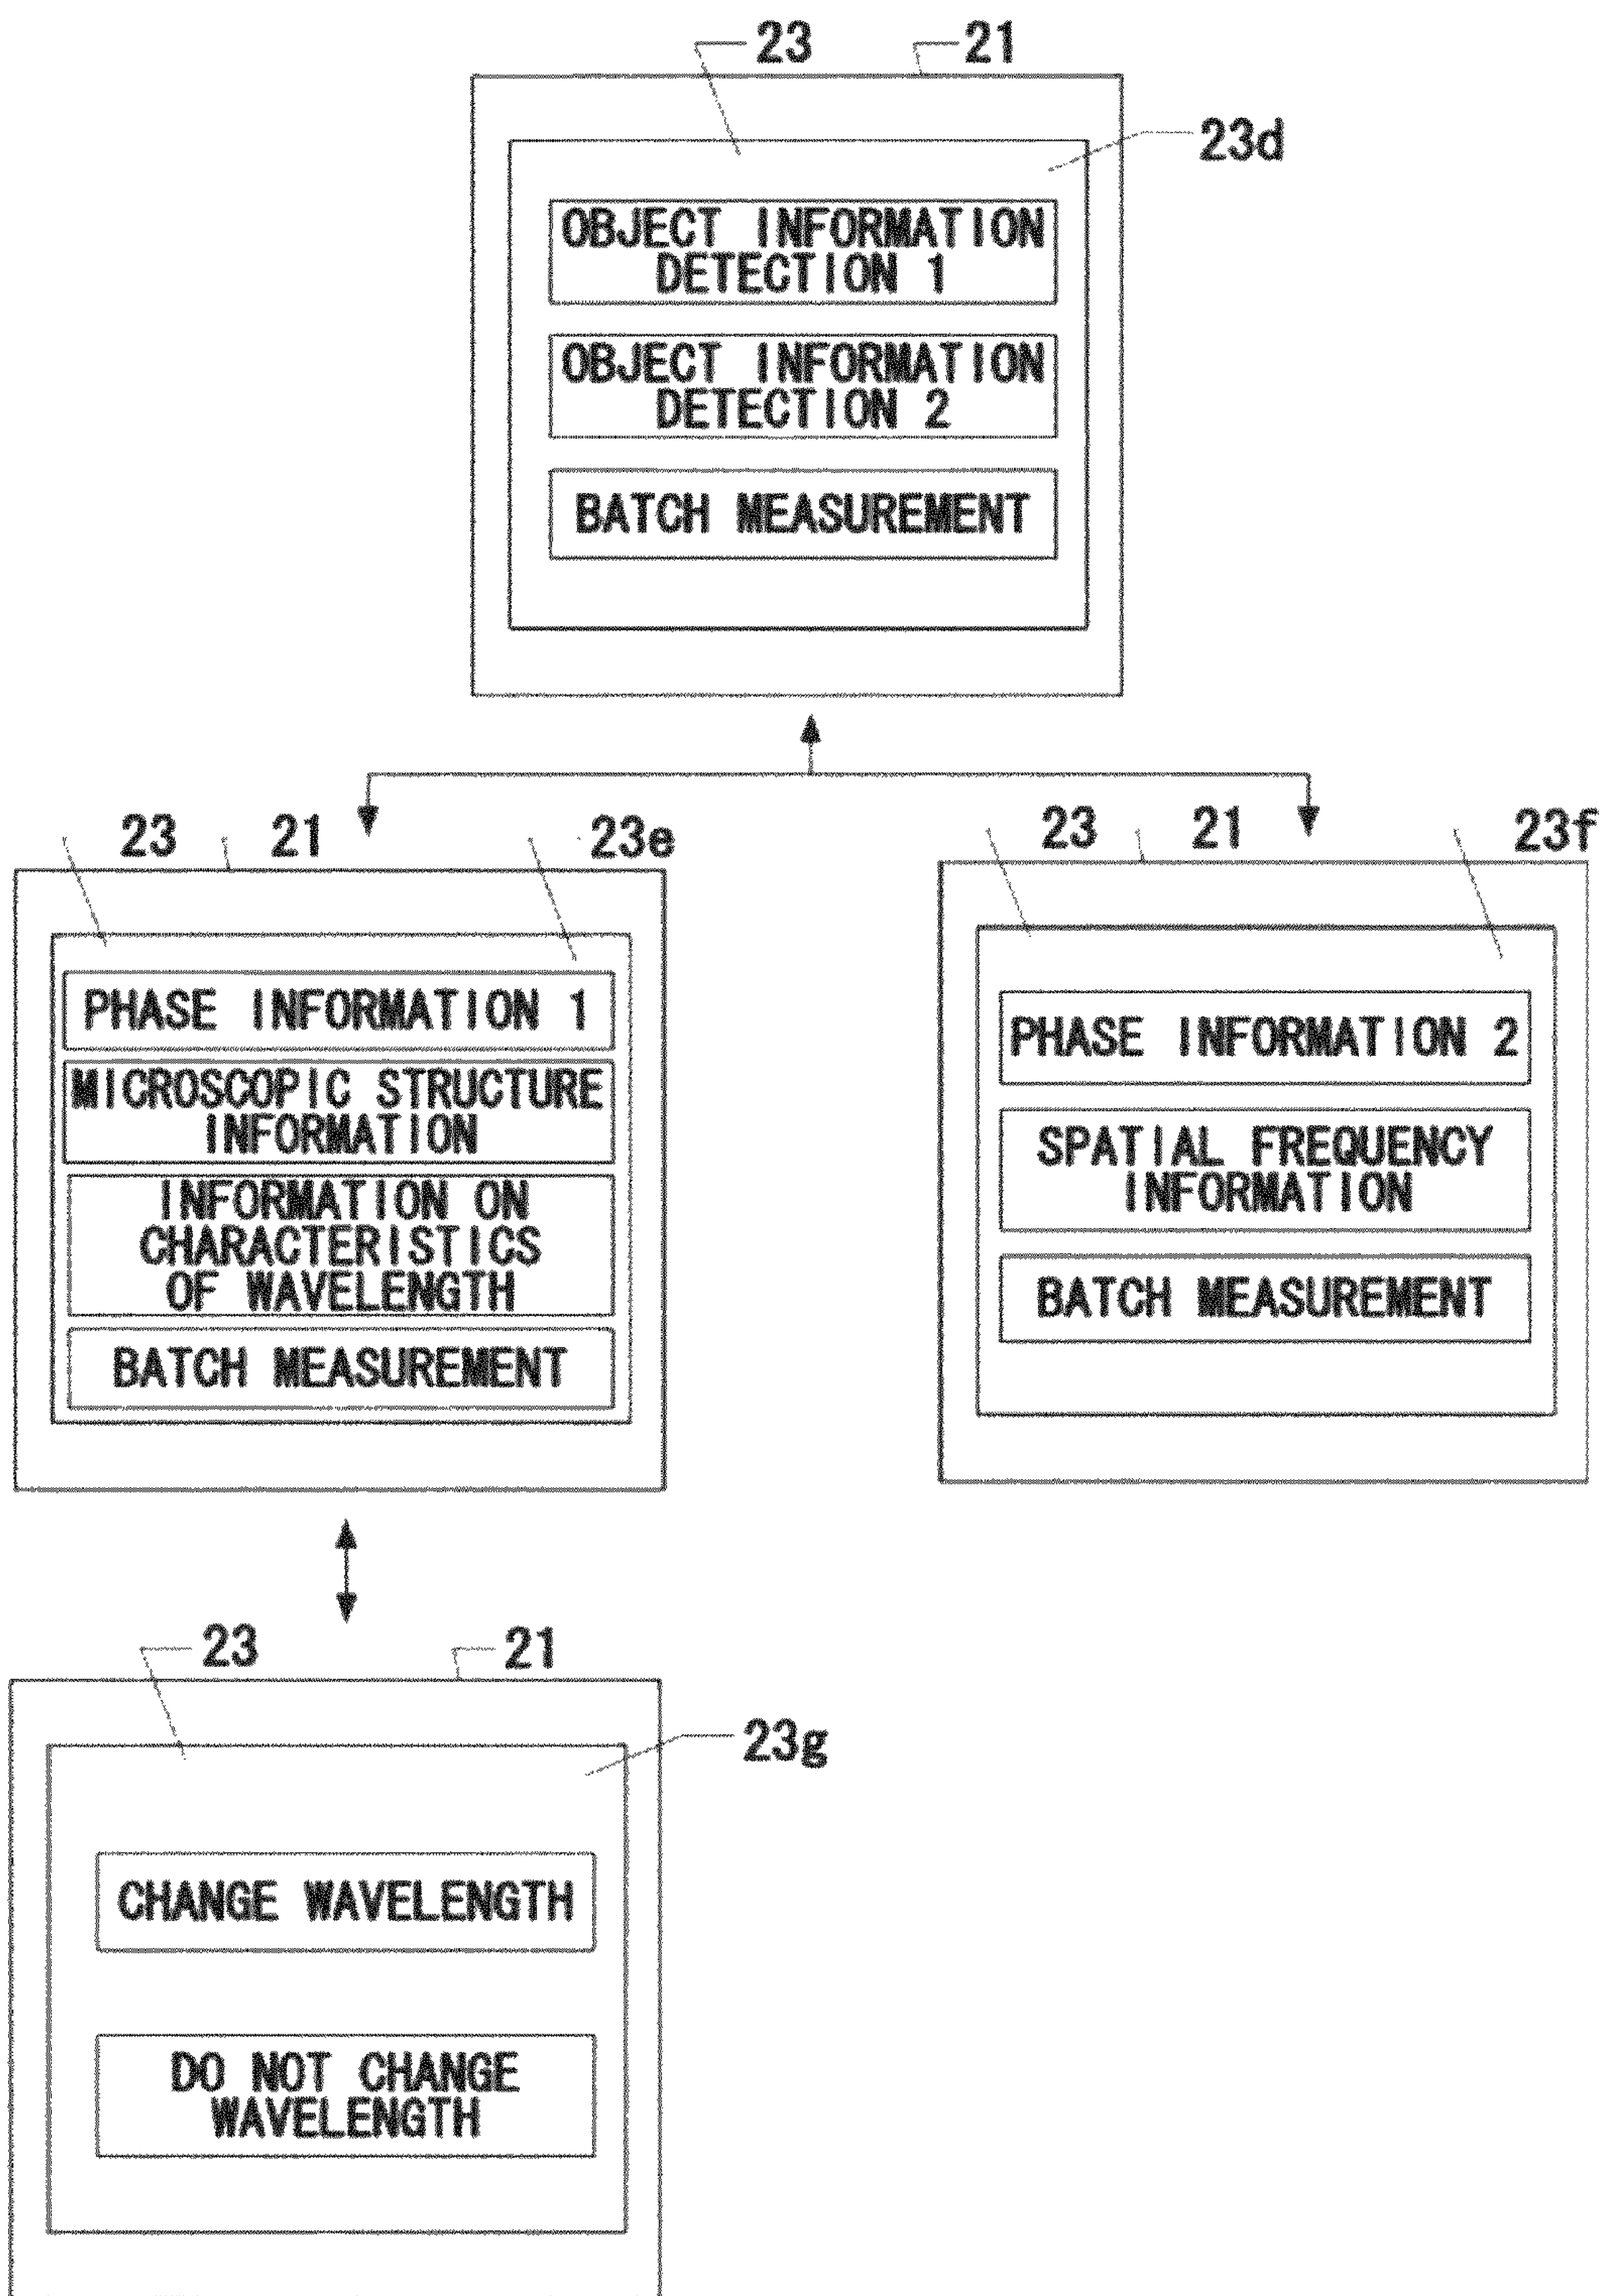 23 21
23d
OBJECT INFORMATION
DETECTION 1
OBJECT INFORMATION
DETECTION 2
BATCH MEASUREMENT
23 21 23e
PHASE INFORMATION 1
MICROSCOPIC STRUCTURE
INFORMATION
INFORMATION ON
CHARACTERISTICS
OF WAVELENGTH
BATCH MEASUREMENT
23 21 23f
PHASE INFORMATION 2
SPATIAL FREQUENCY
INFORMATION
BATCH MEASUREMENT
23 21
23g
CHANGE WAVELENGTH
DO NOT CHANGE
WAVELENGTH